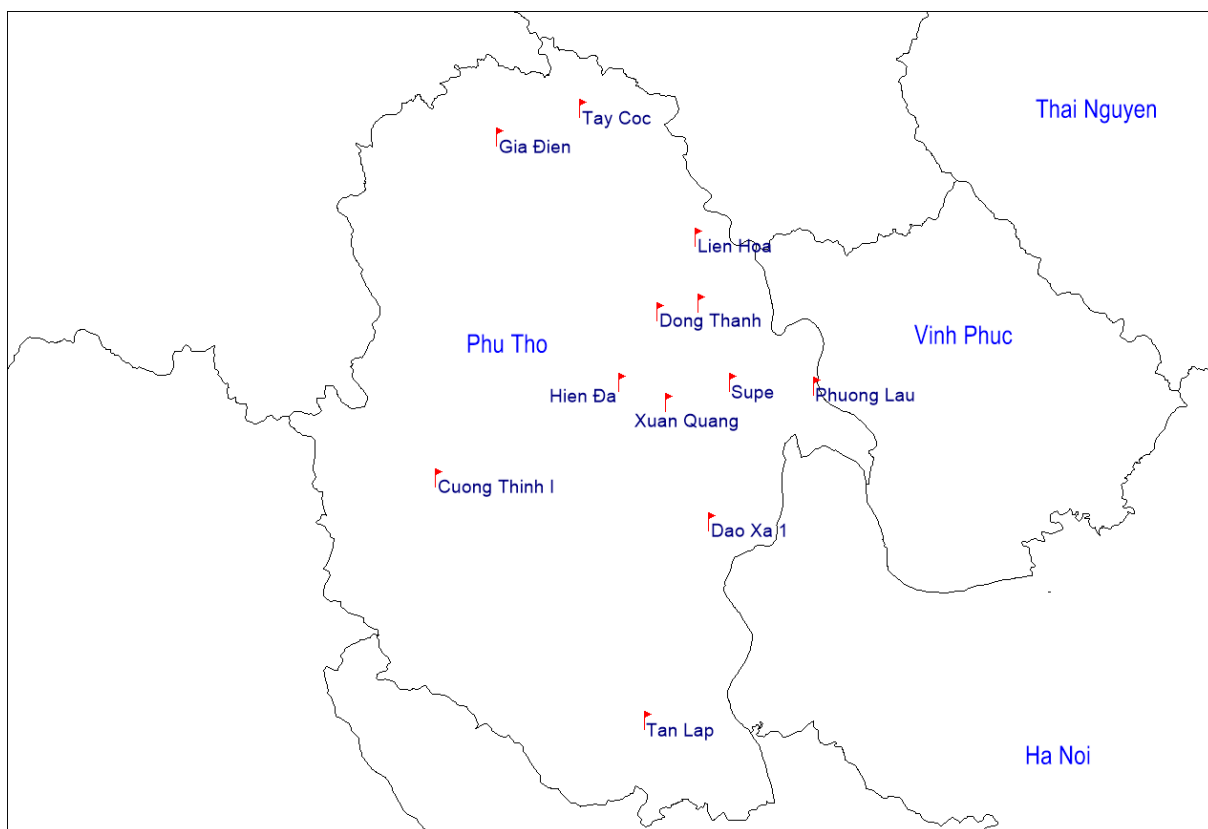 Thai Nguyen
Tay Coc
Gia Đien
Lien Hoa
Dong Thanh
Vinh Phuc
Phu Tho
Hien Đa
Supe
Phuong Lau
Xuan Quang
Cuong Thinh I
Dao Xa 1
Tan Lap
Ha Noi